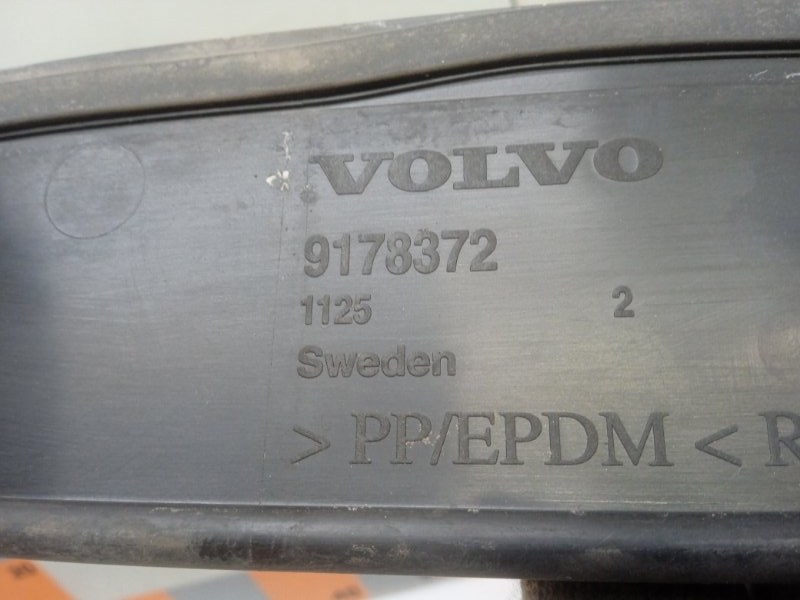 VOLVO
9178372
1125 2
Sweden
> PP/EPDM < R